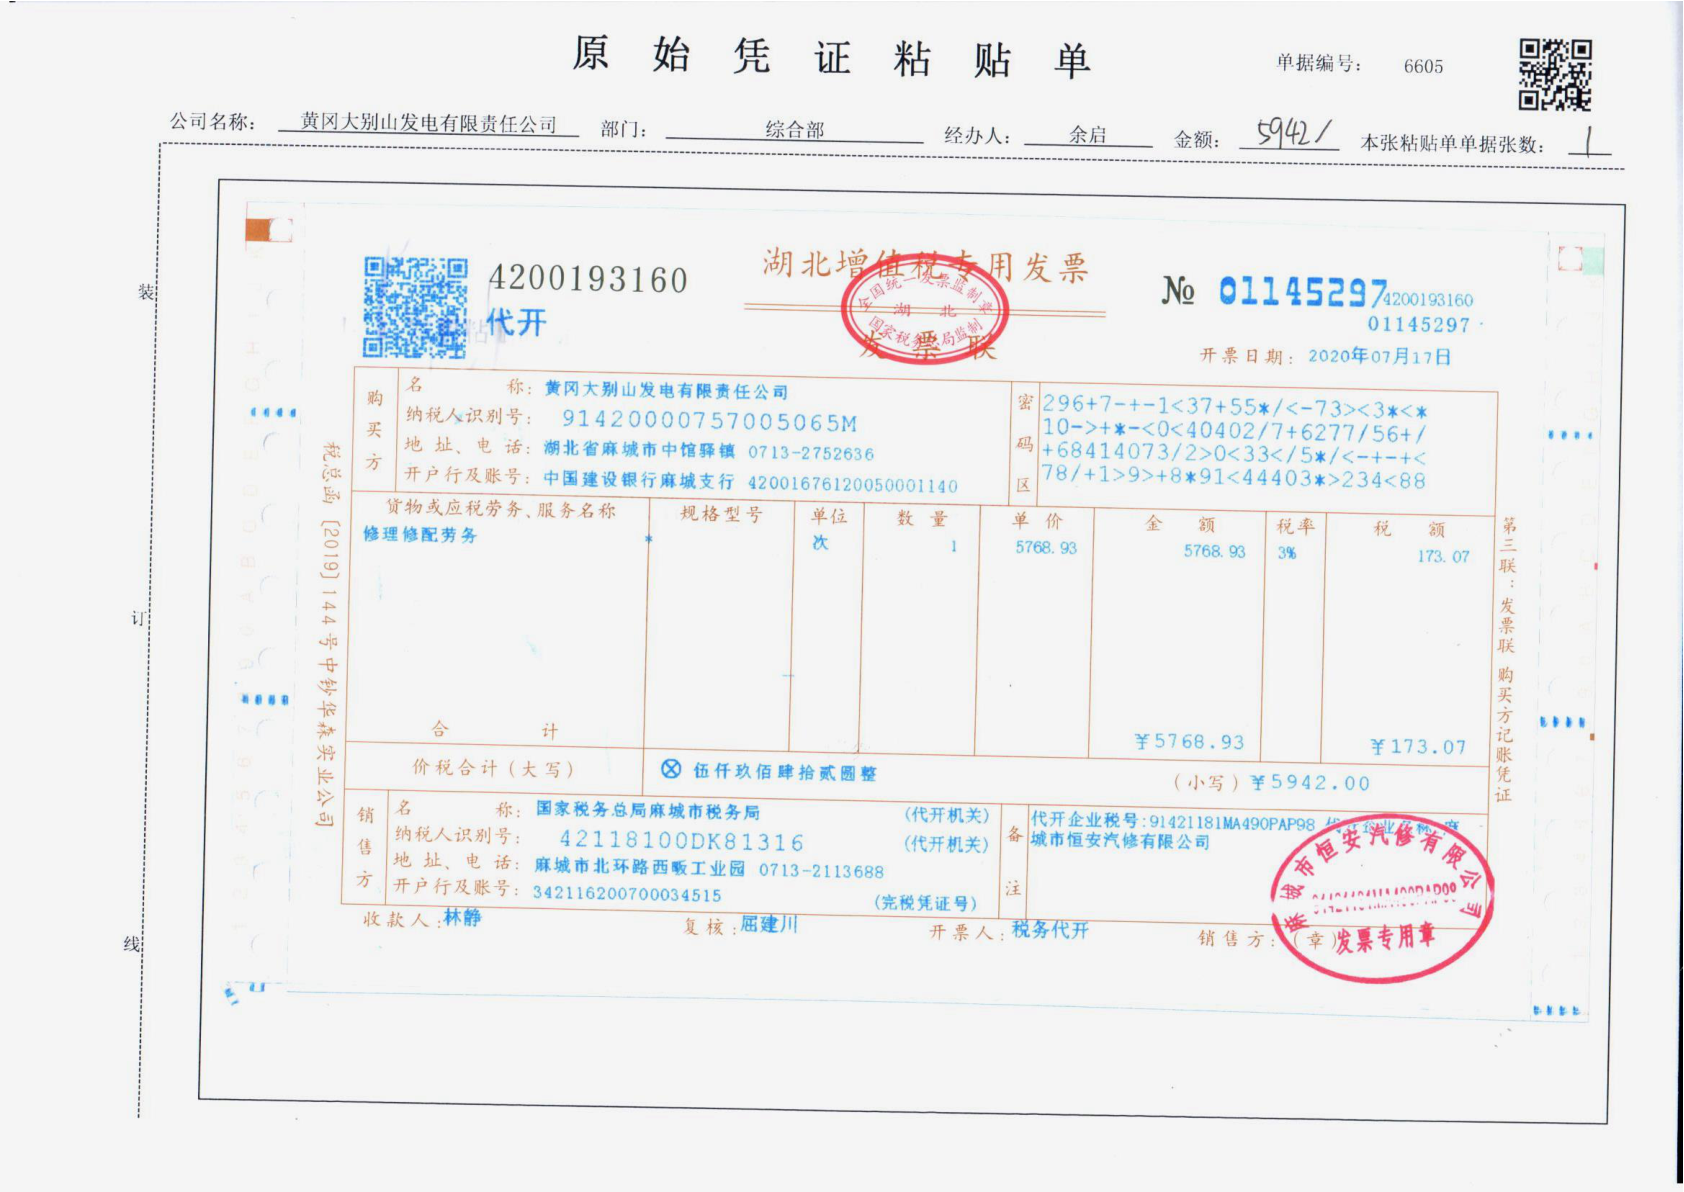 原始凭证粘贴单
单据编号： 6605
公司名称： 黄冈大别山发电有限责任公司 部门： 综合部 经办人： 余启 金额： 5942/ 本张粘贴单单据张数： 1
装
订
线
4200193160
代开
湖北增值税专用发票
全国统一发票监制章
湖北
国家税务总局监制
发票联
№ 01145297
4200193160
01145297
开票日期：2020年07月17日
税总函〔2019〕144号中钞华森实业公司
购买方
名称：黄冈大别山发电有限责任公司
纳税人识别号：91420000757005065M
地址、电话：湖北省麻城市中馆驿镇 0713-2752636
开户行及账号：中国建设银行麻城支行 42001676120050001140
密码区
296+7-+-1<37+55*/<-73><3*<*
10->+*-<0<40402/7+6277/56+/
+68414073/2>0<33</5*/<-+-+<
78/+1>9>+8*91<44403*>234<88
货物或应税劳务、服务名称 规格型号 单位 数量 单价 金额 税率 税额
修理修配劳务 * 次 1 5768.93 5768.93 3% 173.07
合计 ￥5768.93 ￥173.07
价税合计（大写） ⊗ 伍仟玖佰肆拾贰圆整 （小写）￥5942.00
销售方
名称：国家税务总局麻城市税务局 (代开机关)
纳税人识别号：42118100DK81316 (代开机关)
地址、电话：麻城市北环路西畈工业园 0713-2113688
开户行及账号：342116200700034515 (完税凭证号)
备注
代开企业税号:91421181MA490PAP98 代开企业名称:麻
城市恒安汽修有限公司
收款人：林静 复核：屈建川 开票人：税务代开 销售方：（章）
麻城市恒安汽修有限公司
发票专用章
第三联：发票联 购买方记账凭证